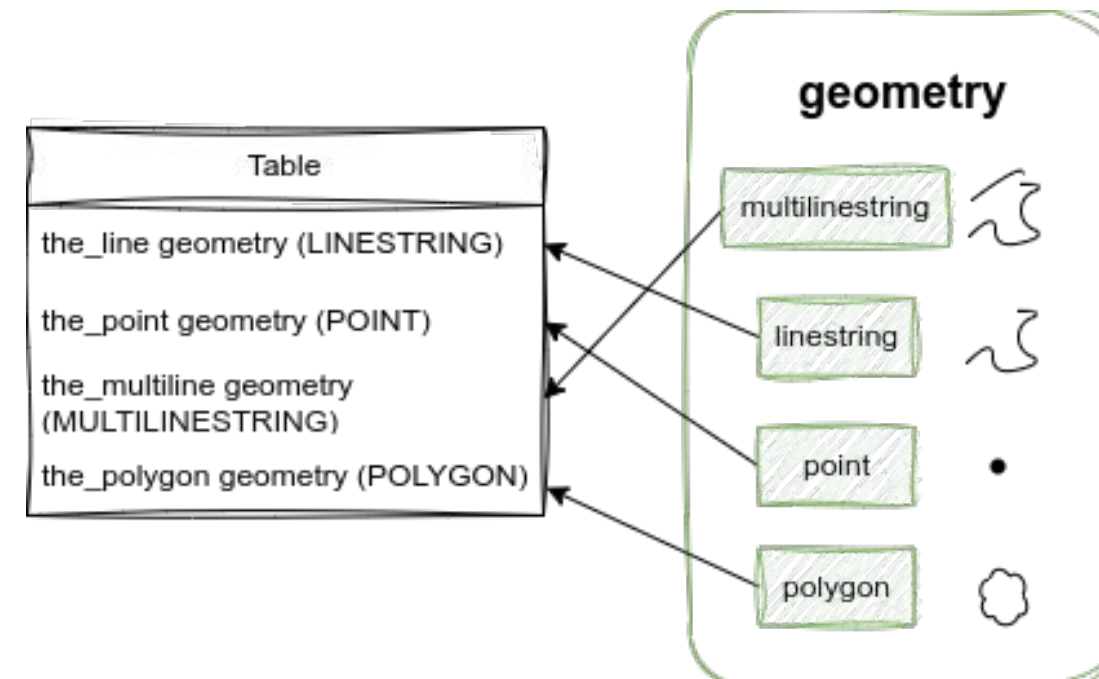 Table
the_line geometry (LINESTRING)
the_point geometry (POINT)
the_multiline geometry
(MULTILINESTRING)
the_polygon geometry (POLYGON)
geometry
multilinestring
linestring
point
polygon